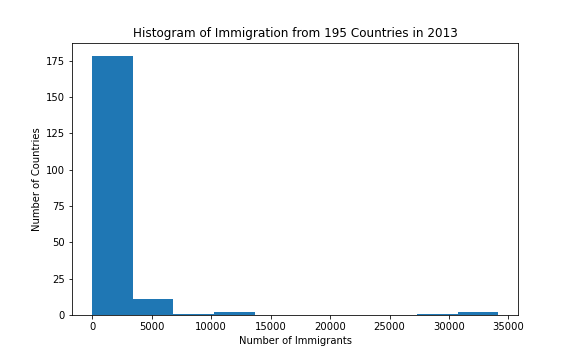 Histogram of Immigration from 195 Countries in 2013
175
150
125
100
75
50
25
0
Number of Countries
0 5000 10000 15000 20000 25000 30000 35000
Number of Immigrants